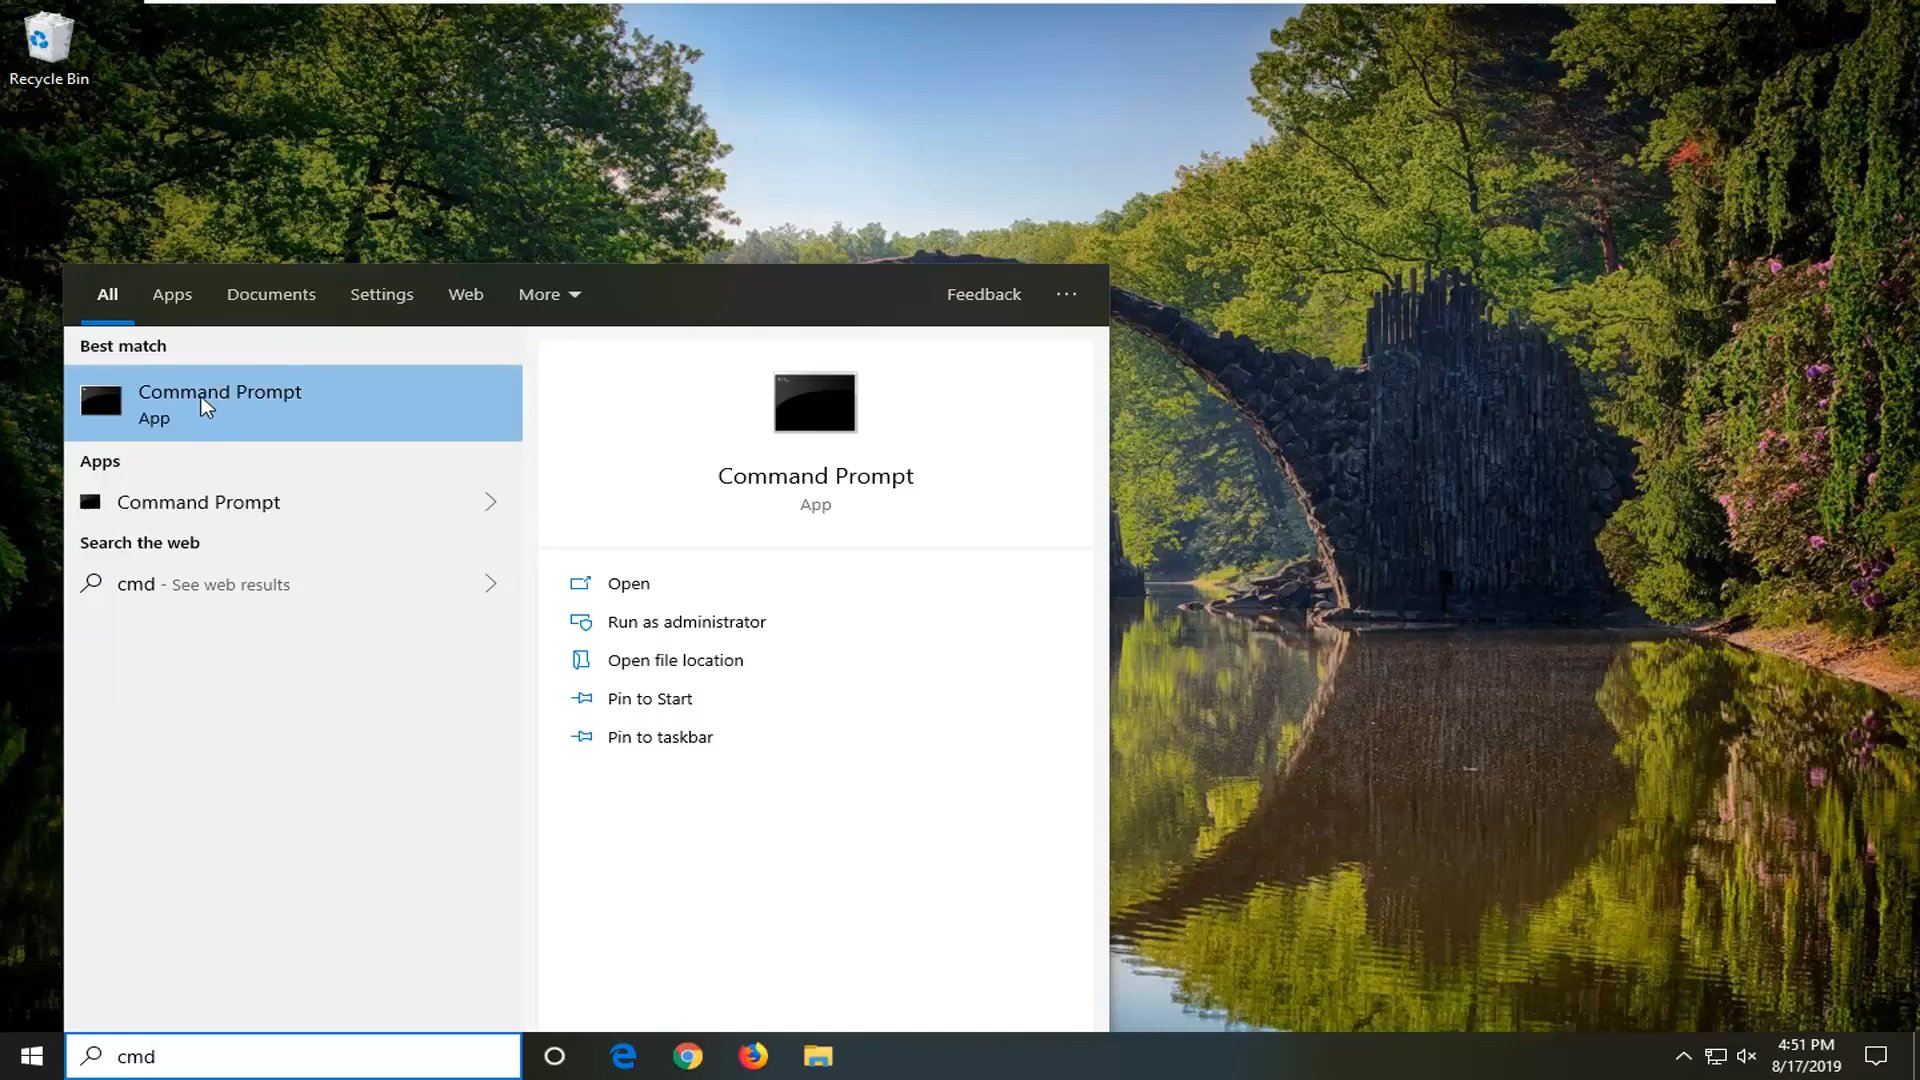 Recycle Bin
All Apps Documents Settings Web More Feedback ...
Best match
Command Prompt
App
Apps
Command Prompt
Search the web
cmd - See web results
Command Prompt
App
Open
Run as administrator
Open file location
Pin to Start
Pin to taskbar
cmd
4:51 PM
8/17/2019